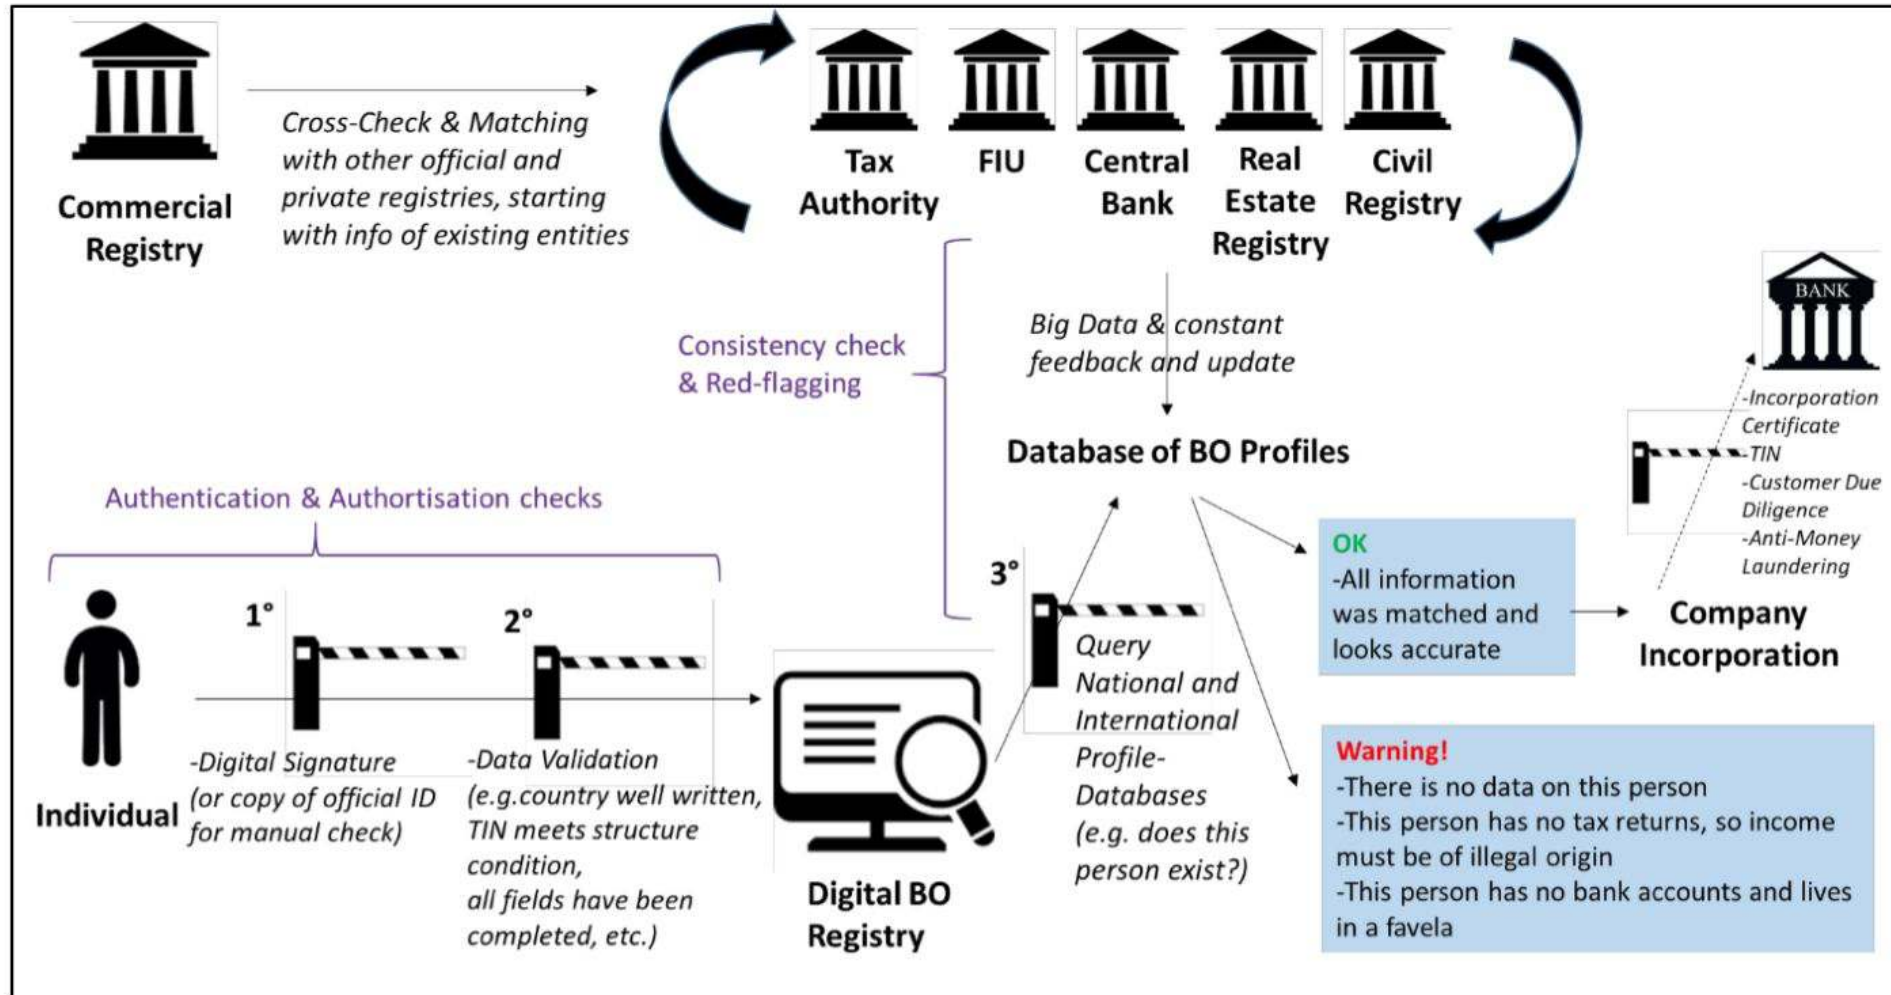 Commercial
Registry
Cross-Check & Matching
with other official and
private registries, starting
with info of existing entities
Tax
Authority
FIU
Central
Bank
Real
Estate
Registry
Civil
Registry
Consistency check
& Red-flagging
Big Data & constant
feedback and update
Database of BO Profiles
BANK
-Incorporation
Certificate
-TIN
-Customer Due
Diligence
-Anti-Money
Laundering
Authentication & Authortisation checks
Individual
1°
-Digital Signature
(or copy of official ID
for manual check)
2°
-Data Validation
(e.g.country well written,
TIN meets structure
condition,
all fields have been
completed, etc.)
Digital BO
Registry
3°
Query
National and
International
Profile-
Databases
(e.g. does this
person exist?)
OK
-All information
was matched and
looks accurate
Company
Incorporation
Warning!
-There is no data on this person
-This person has no tax returns, so income
must be of illegal origin
-This person has no bank accounts and lives
in a favela